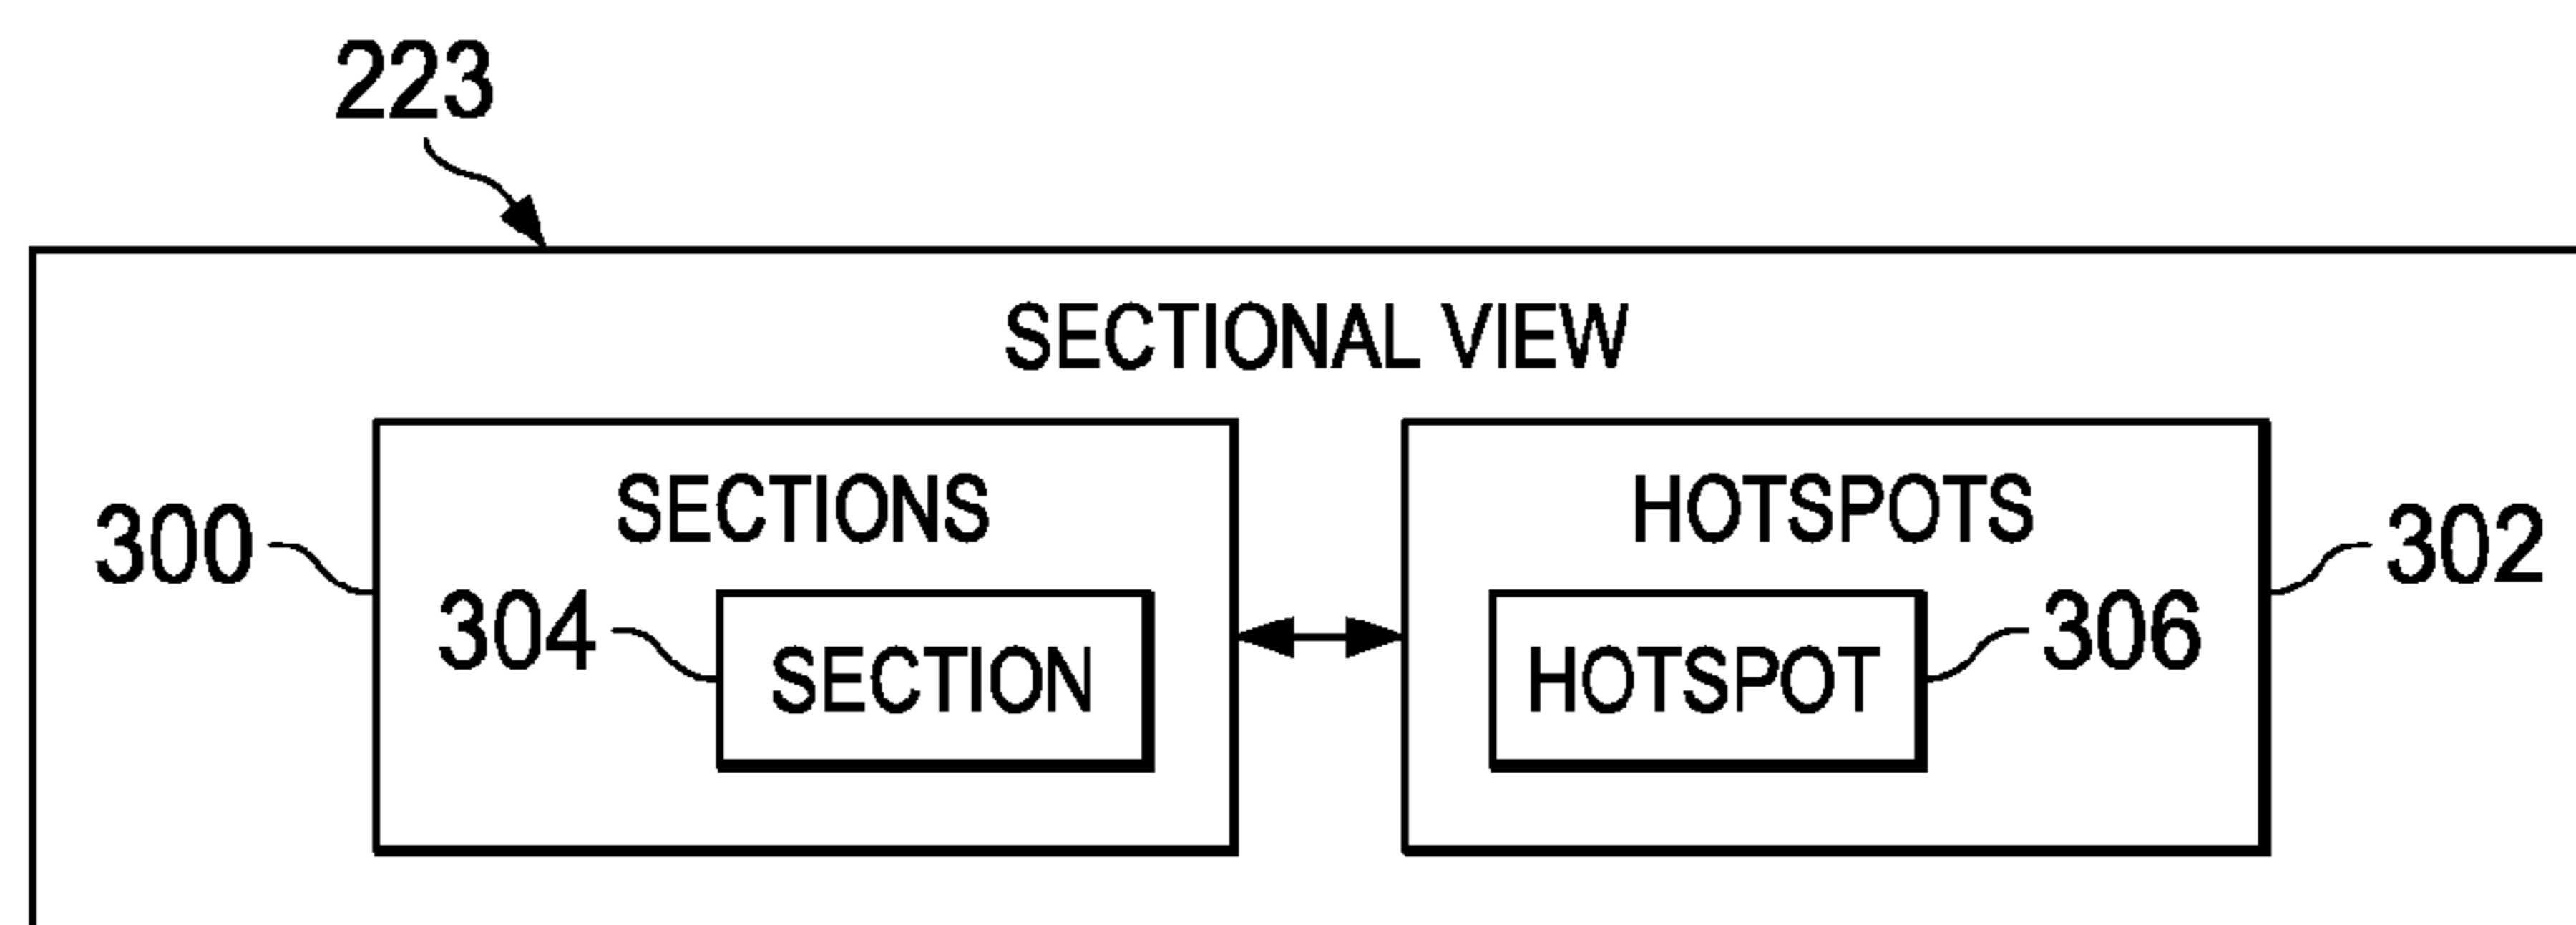 223
SECTIONAL VIEW
SECTIONS
HOTSPOTS
300
302
304
SECTION
HOTSPOT
306